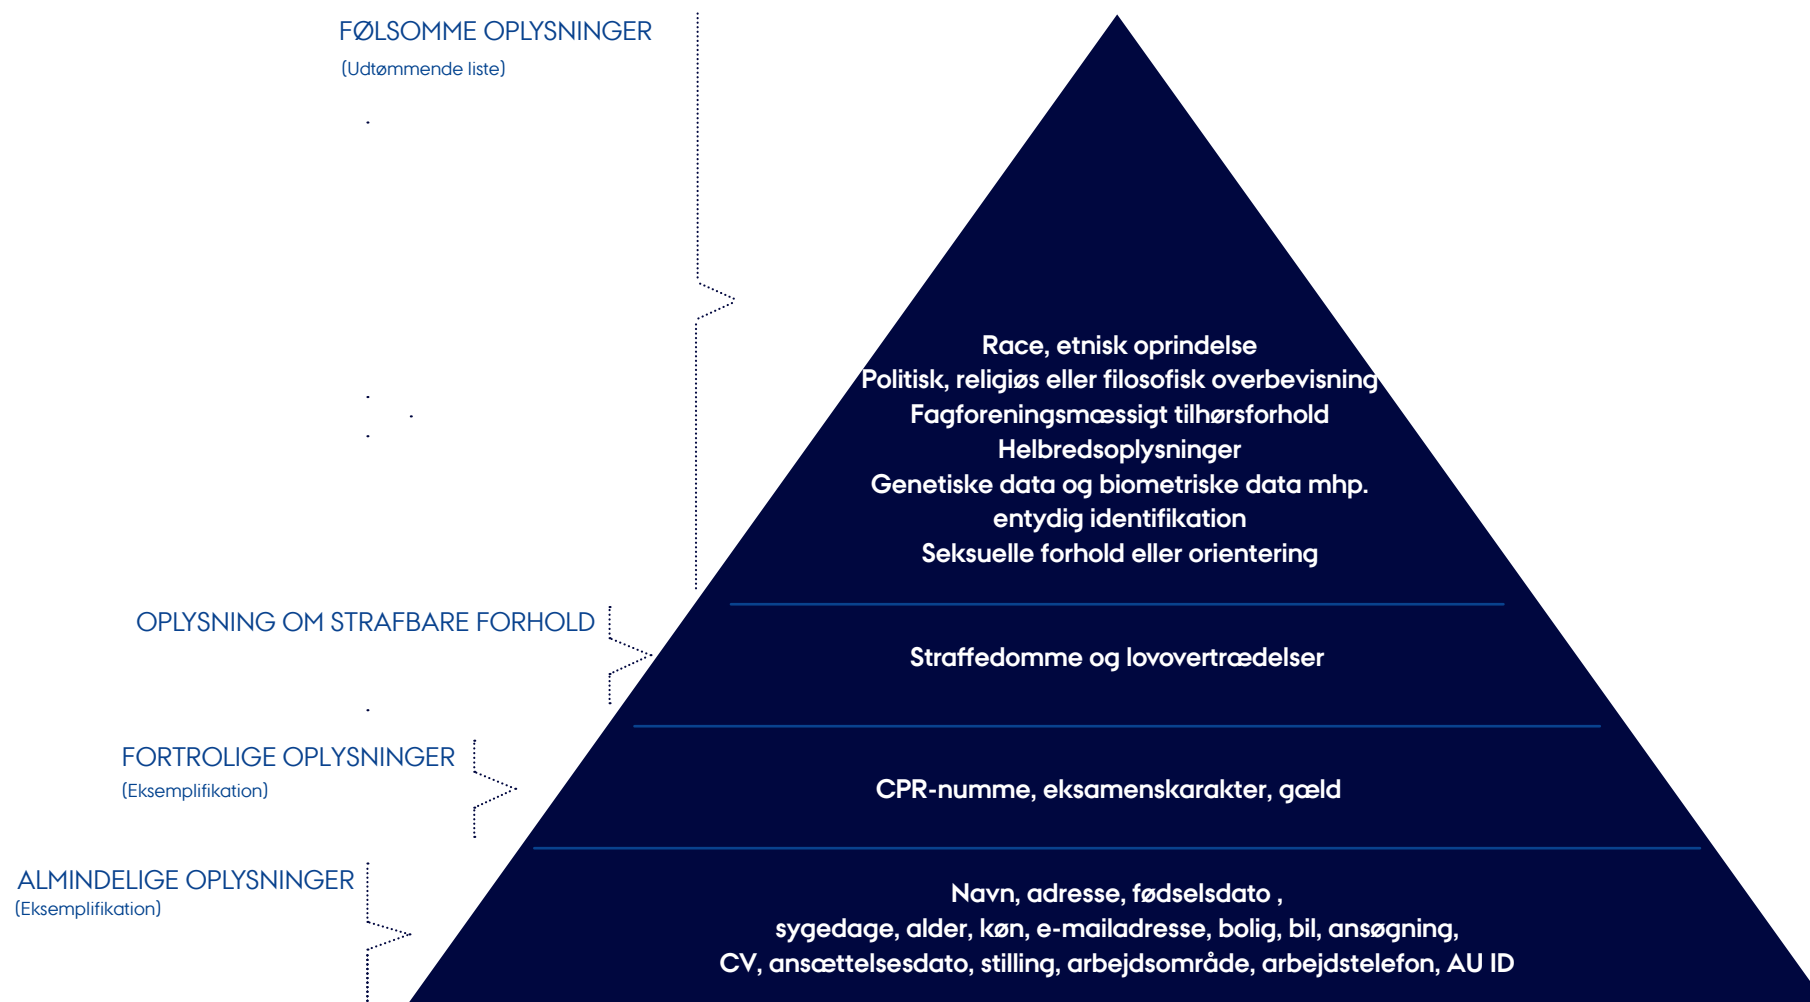 FØLSOMME OPLYSNINGER
(Udtømmende liste)
Race, etnisk oprindelse
Politisk, religiøs eller filosofisk overbevisning
Fagforeningsmæssigt tilhørsforhold
Helbredsoplysninger
Genetiske data og biometriske data mhp.
entydig identifikation
Seksuelle forhold eller orientering
OPLYSNING OM STRAFBARE FORHOLD
Straffedomme og lovovertrædelser
FORTROLIGE OPLYSNINGER
(Eksemplifikation)
CPR-numme, eksamenskarakter, gæld
ALMINDELIGE OPLYSNINGER
(Eksemplifikation)
Navn, adresse, fødselsdato ,
sygedage, alder, køn, e-mailadresse, bolig, bil, ansøgning,
CV, ansættelsesdato, stilling, arbejdsområde, arbejdstelefon, AU ID